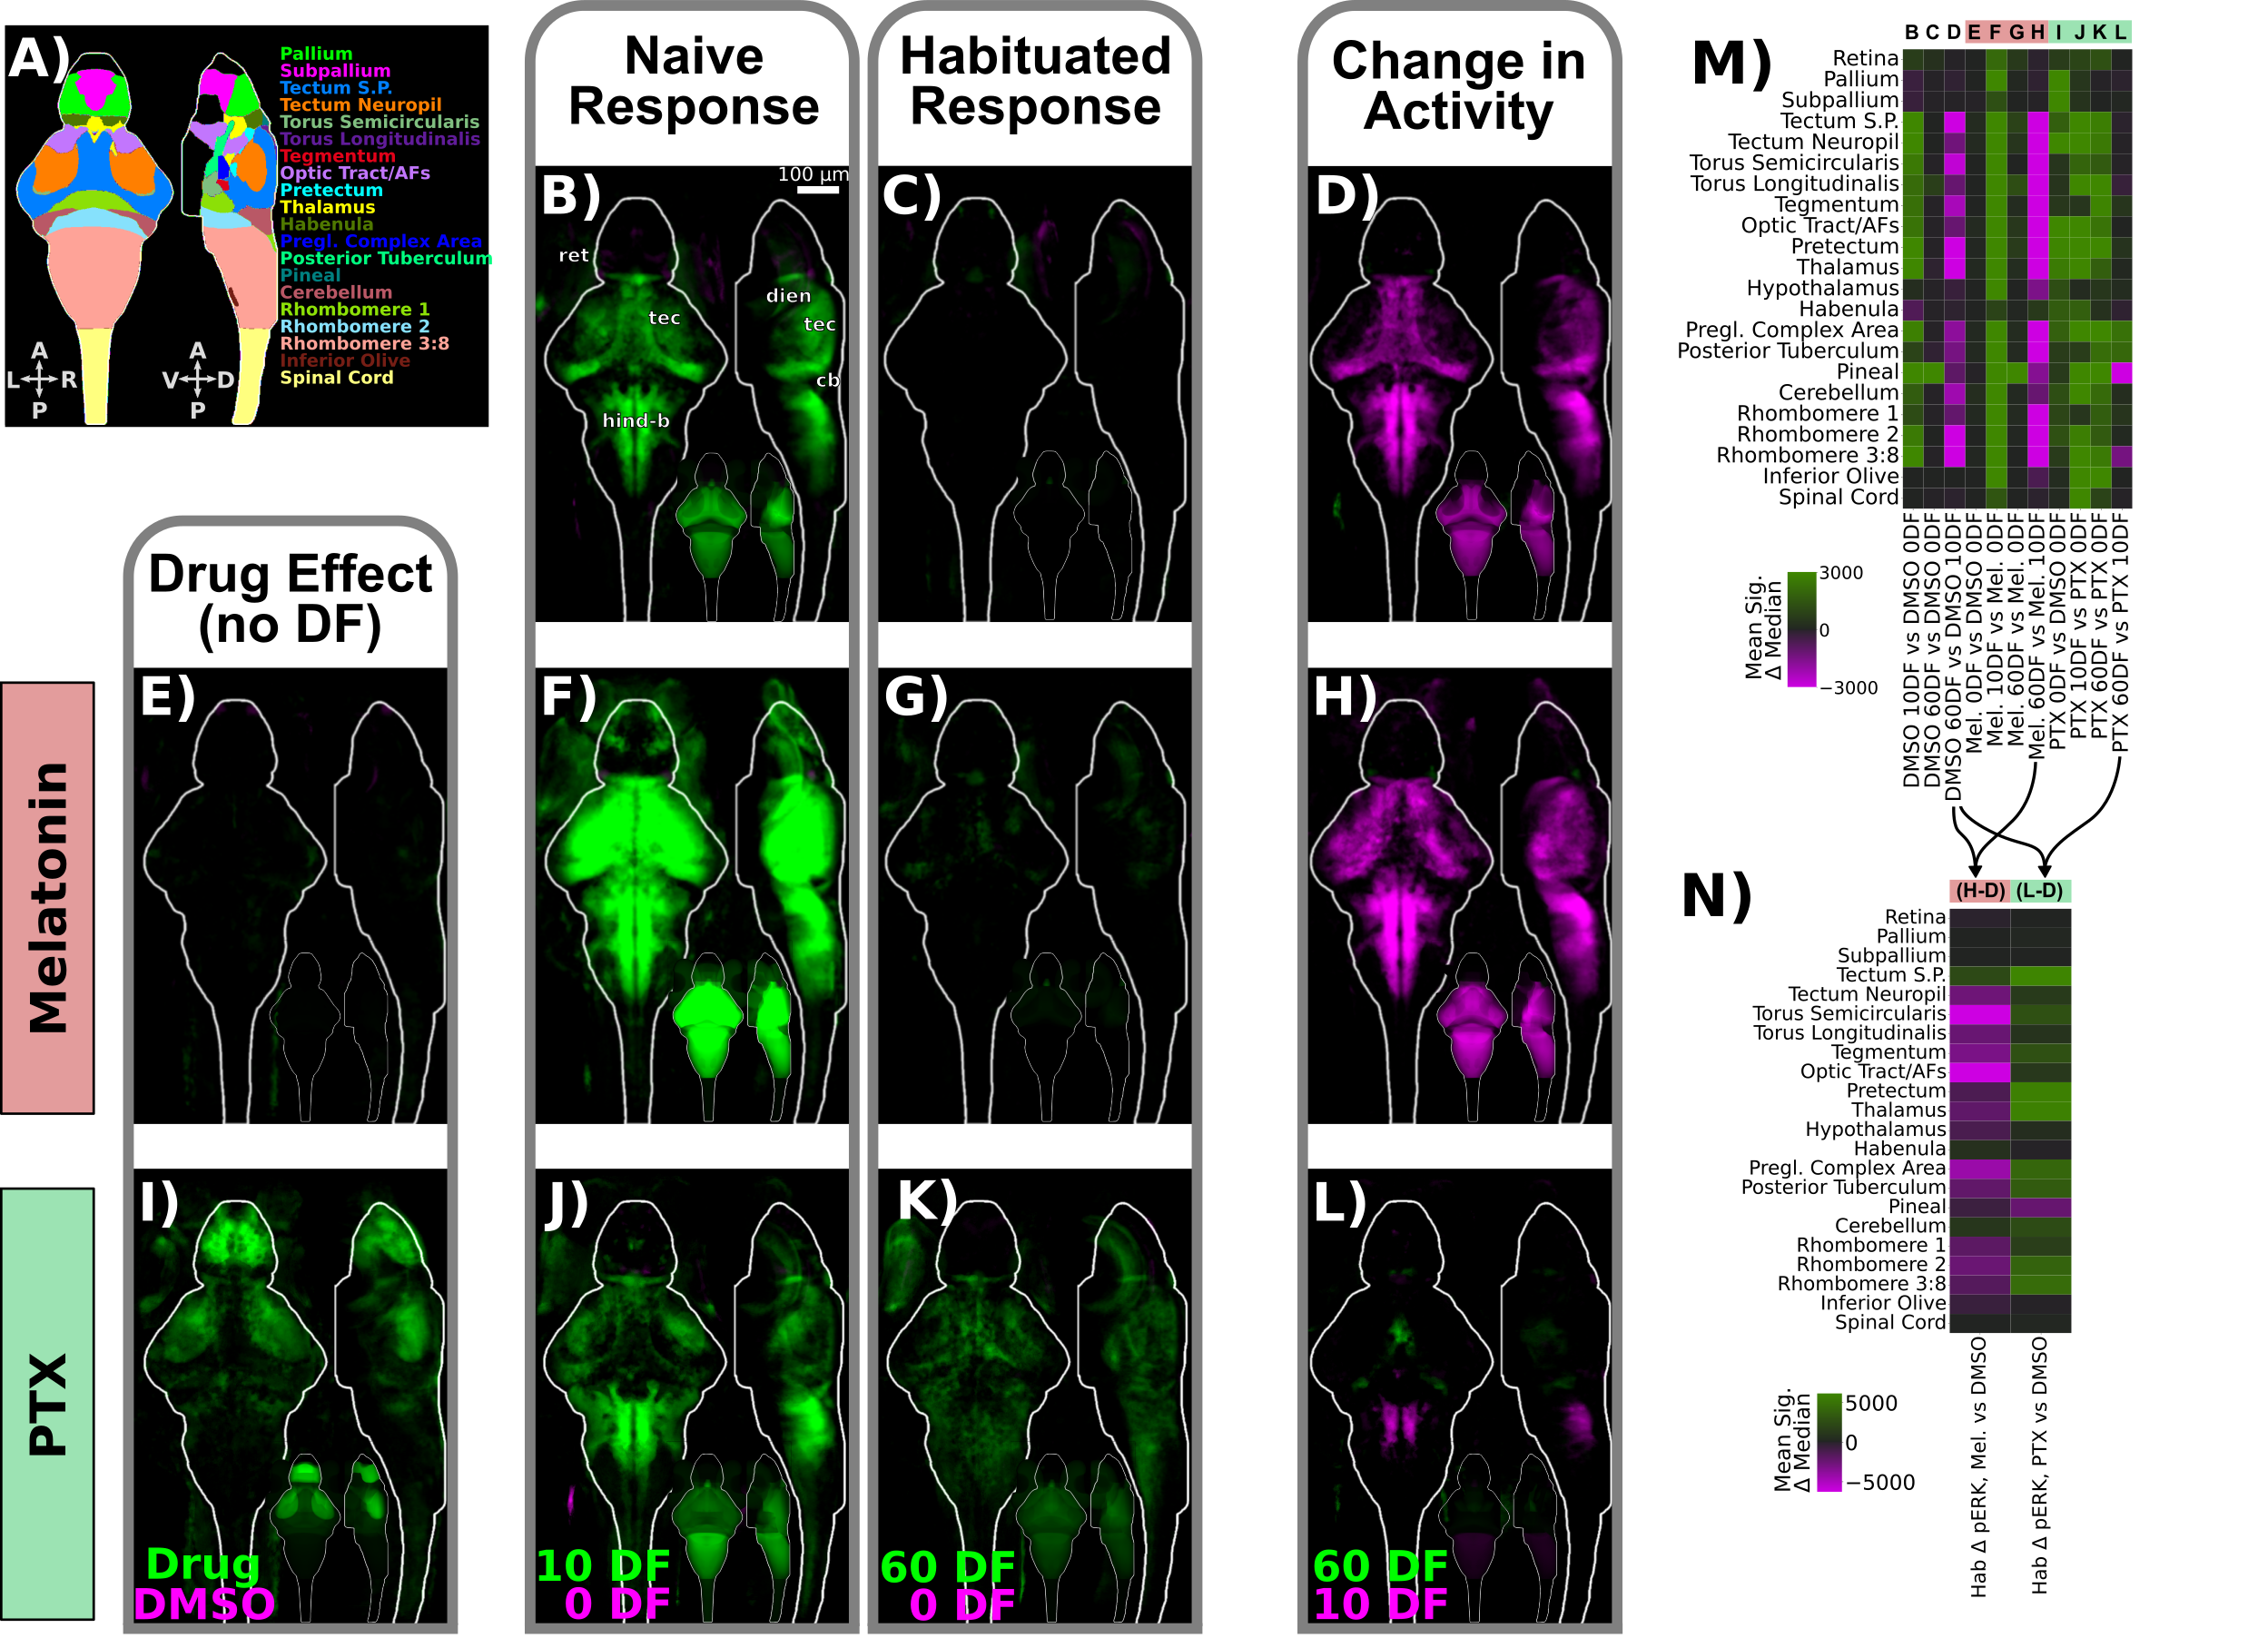 A)
Pallium
Subpallium
Tectum S.P.
Tectum Neuropil
Torus Semicircularis
Torus Longitudinalis
Tegmentum
Optic Tract/AFs
Pretectum
Thalamus
Habenula
Pregl. Complex Area
Posterior Tuberculum
Pineal
Cerebellum
Rhombomere 1
Rhombomere 2
Rhombomere 3:8
Inferior Olive
Spinal Cord
A
L R
P
A
V D
P
Naive
Response
Habituated
Response
Change in
Activity
B)
100 µm
ret
dien
tec
tec
cb
hind-b
C)
D)
Drug Effect
(no DF)
Melatonin
E)
F)
G)
H)
PTX
I)
Drug
DMSO
J)
10 DF
0 DF
K)
60 DF
0 DF
L)
60 DF
10 DF
M)
B C D E F G H I J K L
Retina
Pallium
Subpallium
Tectum S.P.
Tectum Neuropil
Torus Semicircularis
Torus Longitudinalis
Tegmentum
Optic Tract/AFs
Pretectum
Thalamus
Hypothalamus
Habenula
Pregl. Complex Area
Posterior Tuberculum
Pineal
Cerebellum
Rhombomere 1
Rhombomere 2
Rhombomere 3:8
Inferior Olive
Spinal Cord
DMSO 10DF vs DMSO 0DF
DMSO 60DF vs DMSO 0DF
DMSO 60DF vs DMSO 10DF
Mel. 0DF vs DMSO 0DF
Mel. 10DF vs Mel. 0DF
Mel. 60DF vs Mel. 0DF
Mel. 60DF vs Mel. 10DF
PTX 0DF vs DMSO 0DF
PTX 10DF vs PTX 0DF
PTX 60DF vs PTX 0DF
PTX 60DF vs PTX 10DF
Mean Sig.
Δ Median
3000
0
−3000
N)
(H-D) (L-D)
Retina
Pallium
Subpallium
Tectum S.P.
Tectum Neuropil
Torus Semicircularis
Torus Longitudinalis
Tegmentum
Optic Tract/AFs
Pretectum
Thalamus
Hypothalamus
Habenula
Pregl. Complex Area
Posterior Tuberculum
Pineal
Cerebellum
Rhombomere 1
Rhombomere 2
Rhombomere 3:8
Inferior Olive
Spinal Cord
Hab Δ pERK, Mel. vs DMSO
Hab Δ pERK, PTX vs DMSO
Mean Sig.
Δ Median
5000
0
−5000